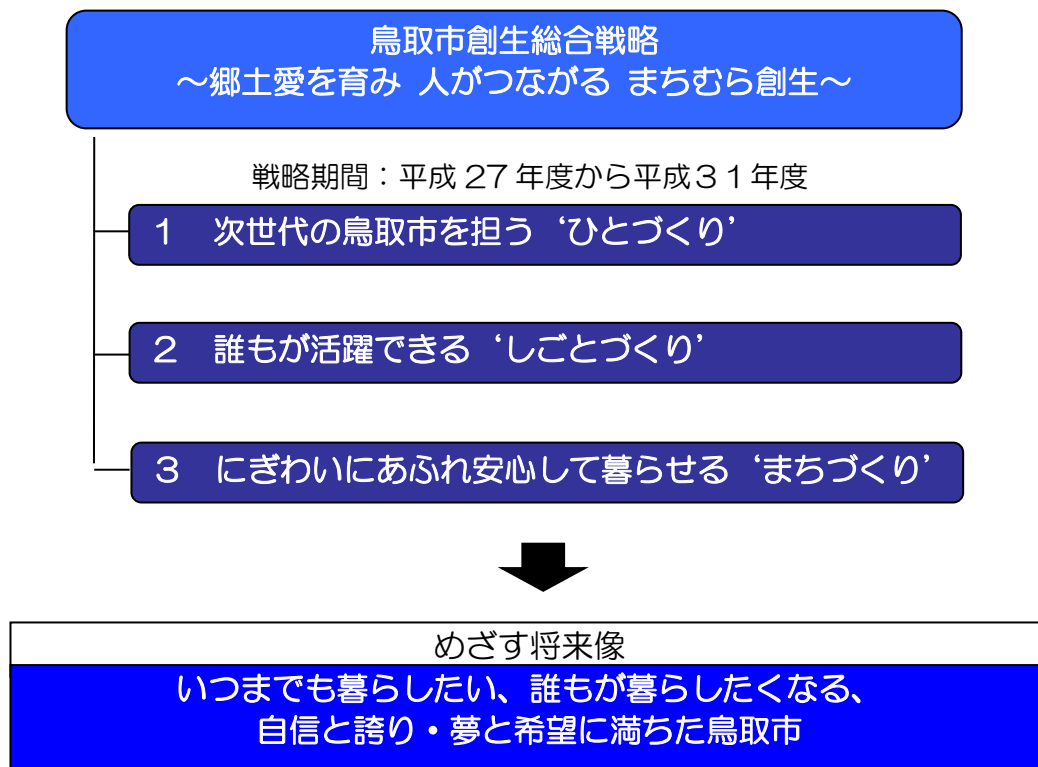 鳥取市創生総合戦略
～郷土愛を育み 人がつながる まちむら創生～
戦略期間：平成27年度から平成３１年度
１　次世代の鳥取市を担う‘ひとづくり’
２　誰もが活躍できる‘しごとづくり’
３　にぎわいにあふれ安心して暮らせる‘まちづくり’
めざす将来像
いつまでも暮らしたい、誰もが暮らしたくなる、
自信と誇り・夢と希望に満ちた鳥取市